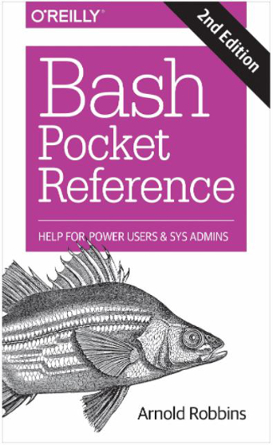 O'REILLY®
2nd Edition
Bash
Pocket
Reference
HELP FOR POWER USERS & SYS ADMINS
Arnold Robbins